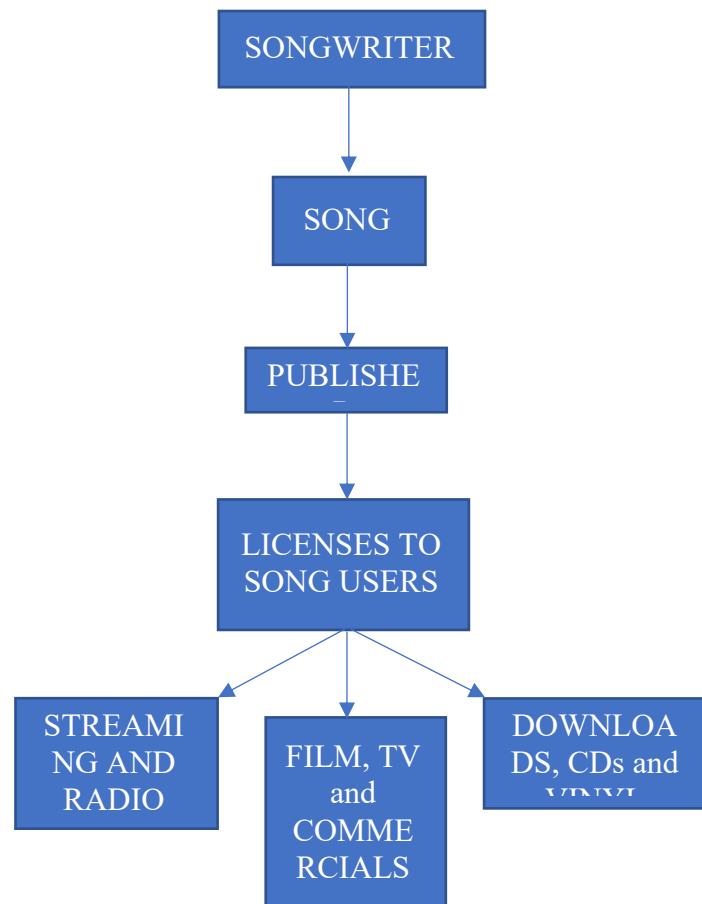 SONGWRITER
SONG
PUBLISHE
LICENSES TO
SONG USERS
STREAMI
NG AND
RADIO
FILM, TV
and
COMME
RCIALS
DOWNLOA
DS, CDs and
VINYL